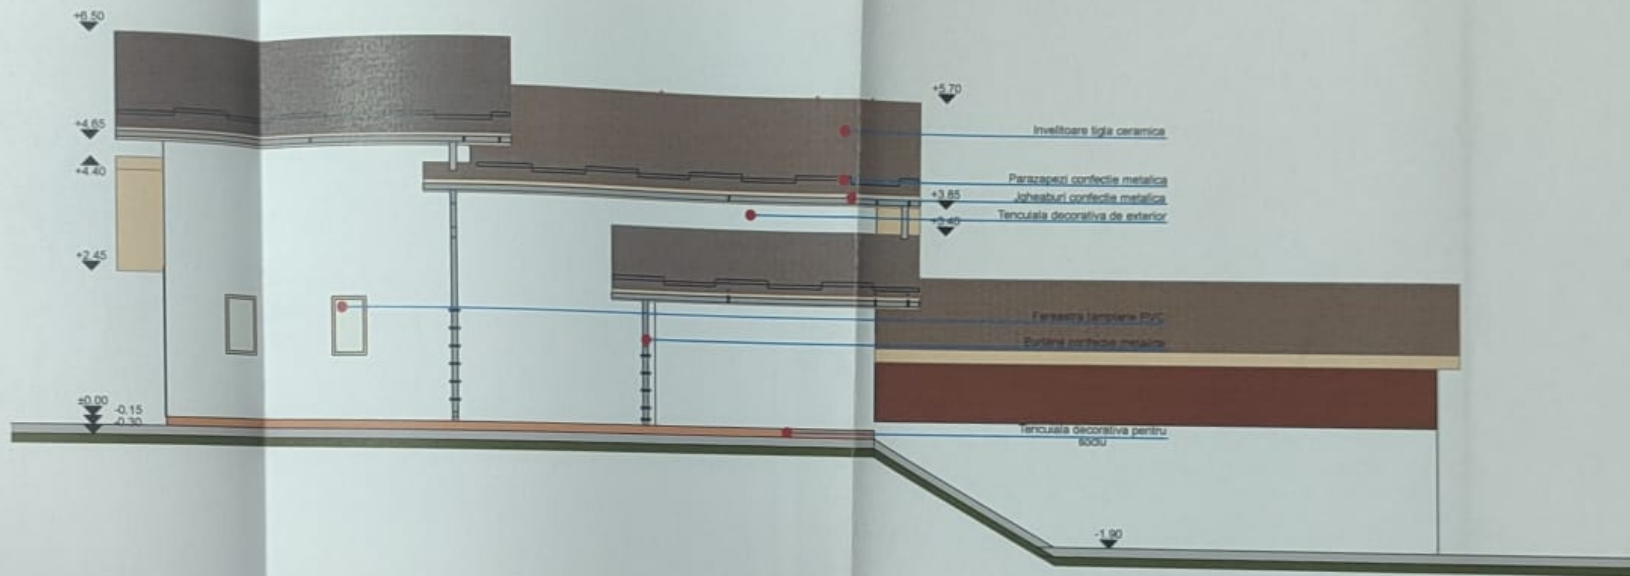 +6.50
+5.70
Invelitoare tigla ceramica
+4.65
+4.40
Parazapezi confectie metalica
Jgheaburi confectie metalica
+3.85
Tencuiala decorativa de exterior
+3.40
+2.45
Fereastra tamplarie PVC
Burlane confectie metalica
±0.00
-0.15
-0.30
Tencuiala decorativa pentru
soclu
-1.90